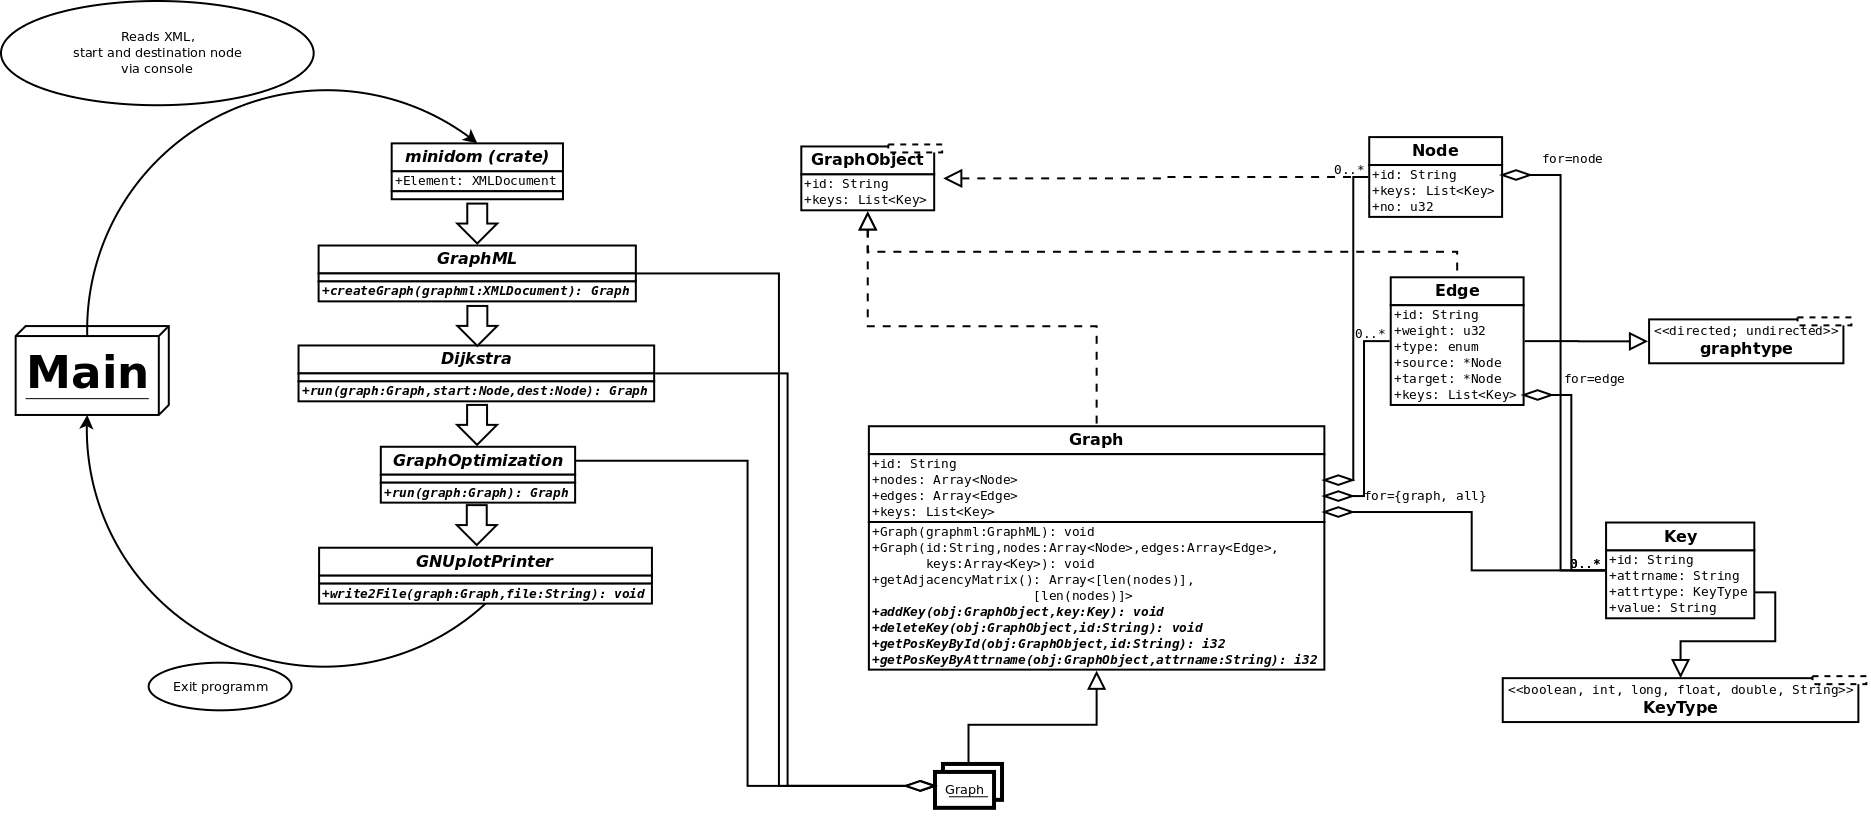 Reads XML,
start and destination node
via console
Main
Exit programm
minidom (crate)
+Element: XMLDocument
GraphML
+createGraph(graphml:XMLDocument): Graph
Dijkstra
+run(graph:Graph,start:Node,dest:Node): Graph
GraphOptimization
+run(graph:Graph): Graph
GNUplotPrinter
+write2File(graph:Graph,file:String): void
GraphObject
+id: String
+keys: List<Key>
0..*
Node
+id: String
+keys: List<Key>
+no: u32
for=node
0..*
Edge
+id: String
+weight: u32
+type: enum
+source: *Node
+target: *Node
+keys: List<Key>
for=edge
<<directed; undirected>>
graphtype
Graph
+id: String
+nodes: Array<Node>
+edges: Array<Edge>
+keys: List<Key>
+Graph(graphml:GraphML): void
+Graph(id:String,nodes:Array<Node>,edges:Array<Edge>,
keys:Array<Key>): void
+getAdjacencyMatrix(): Array<[len(nodes)],
[len(nodes)]>
+addKey(obj:GraphObject,key:Key): void
+deleteKey(obj:GraphObject,id:String): void
+getPosKeyById(obj:GraphObject,id:String): i32
+getPosKeyByAttrname(obj:GraphObject,attrname:String): i32
for={graph, all}
0..*
Key
+id: String
+attrname: String
+attrtype: KeyType
+value: String
<<boolean, int, long, float, double, String>>
KeyType
Graph